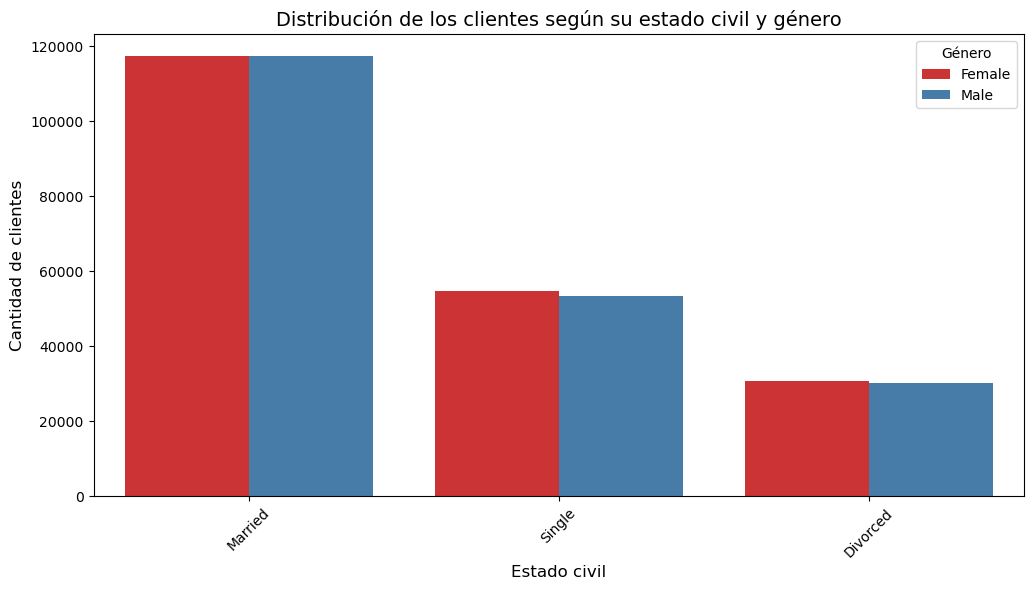 Distribución de los clientes según su estado civil y género
Género
Female
Male
Cantidad de clientes
120000
100000
80000
60000
40000
20000
0
Married
Single
Divorced
Estado civil